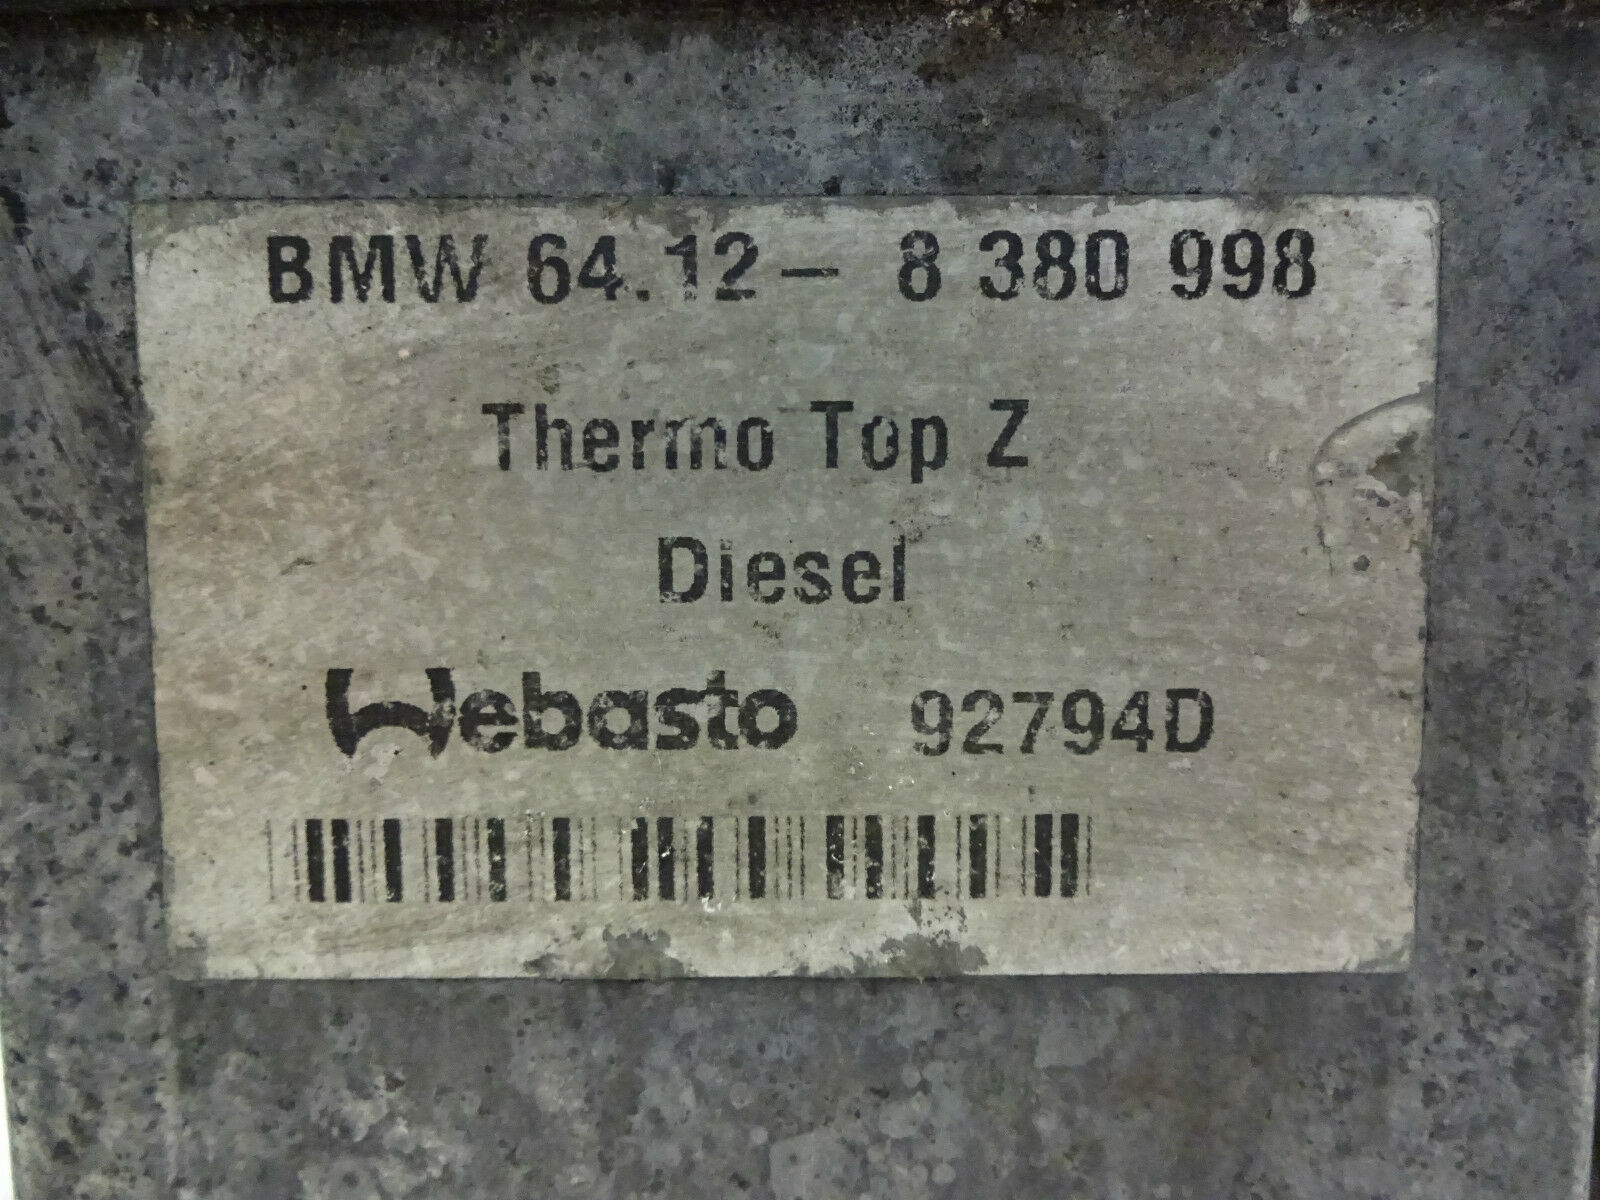 BMW 64.12 – 8 380 998
Thermo Top Z
Diesel
Webasto 92794D